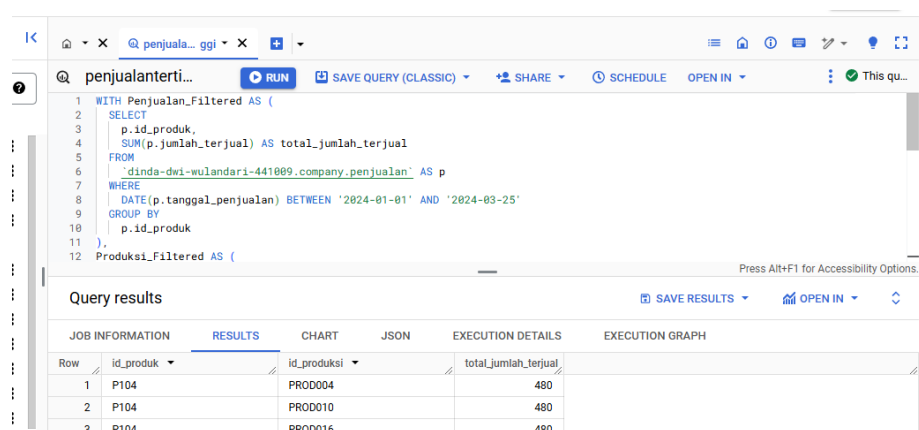 penjuala... ggi
penjualanterti...
RUN
SAVE QUERY (CLASSIC)
SHARE
SCHEDULE
OPEN IN
This qu...
1 WITH Penjualan_Filtered AS (
2 SELECT
3 p.id_produk,
4 SUM(p.jumlah_terjual) AS total_jumlah_terjual
5 FROM
6 `dinda-dwi-wulandari-441009.company.penjualan` AS p
7 WHERE
8 DATE(p.tanggal_penjualan) BETWEEN '2024-01-01' AND '2024-03-25'
9 GROUP BY
10 p.id_produk
11 ),
12 Produksi_Filtered AS (
Press Alt+F1 for Accessibility Options.
Query results
SAVE RESULTS
OPEN IN
JOB INFORMATION RESULTS CHART JSON EXECUTION DETAILS EXECUTION GRAPH
Row id_produk id_produksi total_jumlah_terjual
1 P104 PROD004 480
2 P104 PROD010 480
3 P104 PROD016 480